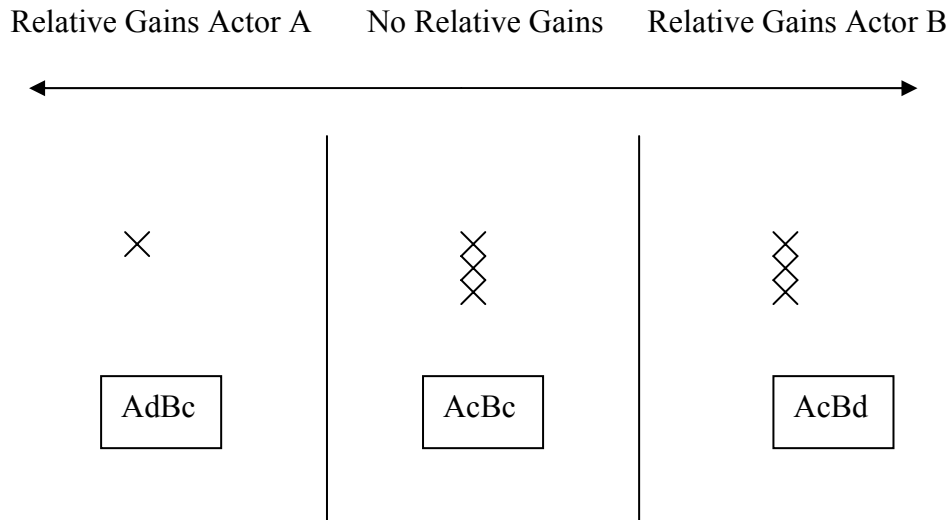 Relative Gains Actor A No Relative Gains Relative Gains Actor B
AdBc AcBc AcBd